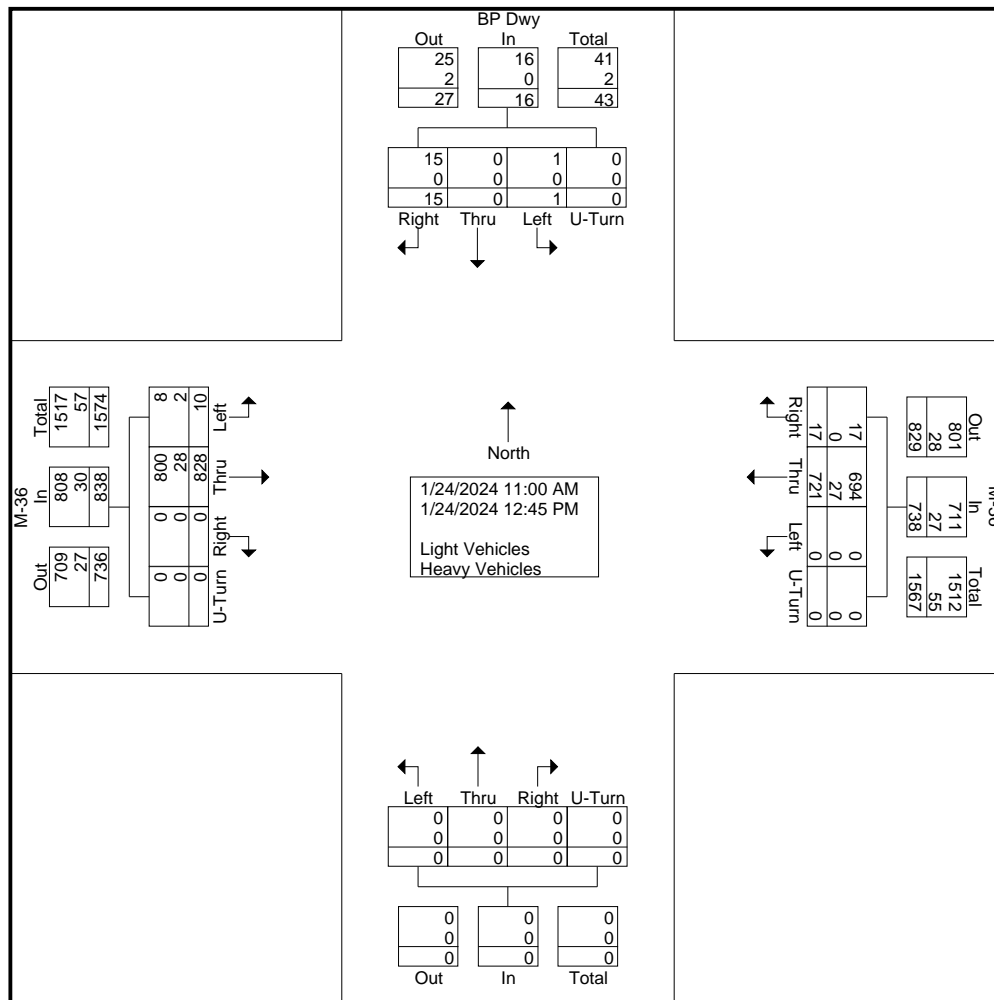 BP Dwy
Out In Total
25 16 41
2 0 2
27 16 43
15 0 1 0
0 0 0 0
15 0 1 0
Right Thru Left U-Turn
M-36
Total In Out
1517 808 709
57 30 27
1574 838 736
8 800 0 0
2 28 0 0
10 828 0 0
Left Thru Right U-Turn
North
1/24/2024 11:00 AM
1/24/2024 12:45 PM
Light Vehicles
Heavy Vehicles
Right Thru Left U-Turn
17 694 0 0
0 27 0 0
17 721 0 0
Out In Total
801 711 1512
28 27 55
829 738 1567
Left Thru Right U-Turn
0 0 0 0
0 0 0 0
0 0 0 0
0 0 0
0 0 0
0 0 0
Out In Total